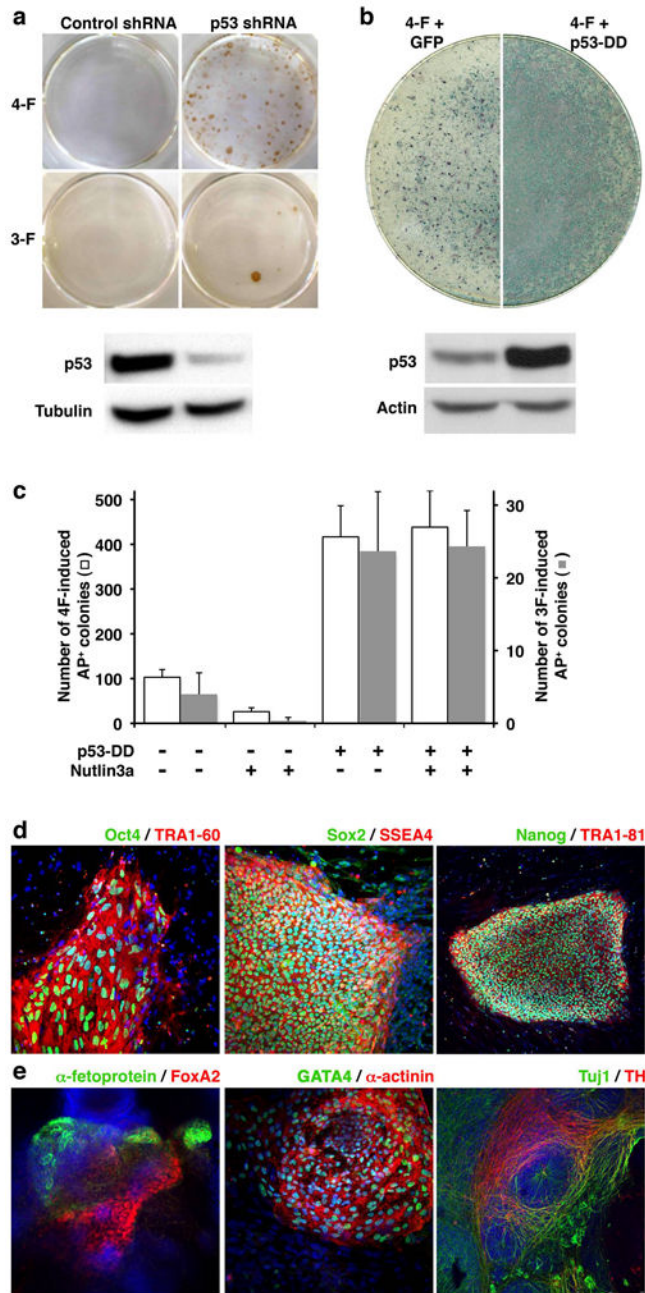 a
Control shRNA p53 shRNA
4-F
3-F
p53
Tubulin
b
4-F +
GFP
4-F +
p53-DD
p53
Actin
c
Number of 4F-induced
AP+ colonies (□)
500
400
300
200
100
0
30
20
10
0
Number of 3F-induced
AP+ colonies (■)
p53-DD - - - - + + + +
Nutlin3a - - + + - - + +
d
Oct4 / TRA1-60
Sox2 / SSEA4
Nanog / TRA1-81
e
α-fetoprotein / FoxA2
GATA4 / α-actinin
Tuj1 / TH